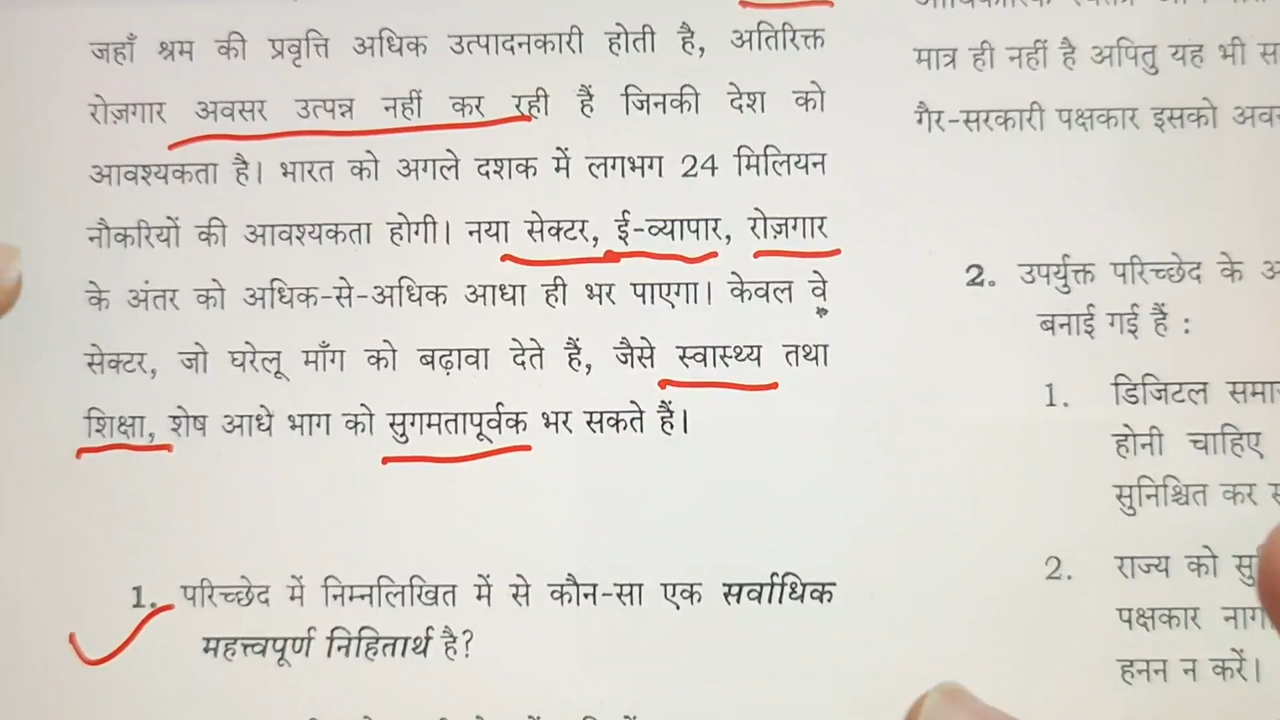 जहाँ श्रम की प्रवृत्ति अधिक उत्पादनकारी होती है, अतिरिक्त
रोज़गार अवसर उत्पन्न नहीं कर रही हैं जिनकी देश को
आवश्यकता है। भारत को अगले दशक में लगभग 24 मिलियन
नौकरियों की आवश्यकता होगी। नया सेक्टर, ई-व्यापार, रोज़गार
के अंतर को अधिक-से-अधिक आधा ही भर पाएगा। केवल वे
सेक्टर, जो घरेलू माँग को बढ़ावा देते हैं, जैसे स्वास्थ्य तथा
शिक्षा, शेष आधे भाग को सुगमतापूर्वक भर सकते हैं।
1. परिच्छेद में निम्नलिखित में से कौन-सा एक सर्वाधिक
महत्त्वपूर्ण निहितार्थ है?
मात्र ही नहीं है अपितु यह भी
गैर-सरकारी पक्षकार इसको
2. उपर्युक्त परिच्छेद के
बनाई गई हैं :
1. डिजिटल
होनी चाहिए
सुनिश्चित कर
2. राज्य को
पक्षकार
हनन न करें।